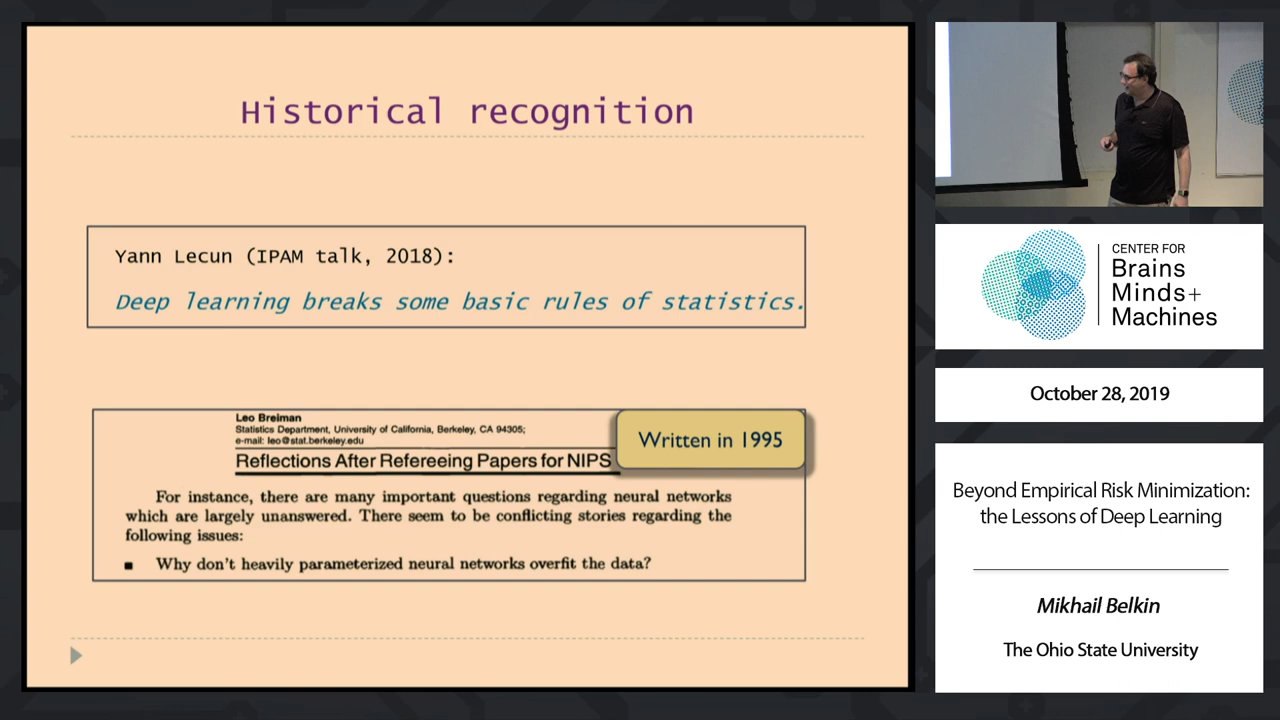 Historical recognition
Yann Lecun (IPAM talk, 2018):
Deep learning breaks some basic rules of statistics.
Leo Breiman
Statistics Department, University of California, Berkeley, CA 94305;
e-mail: leo@stat.berkeley.edu
Reflections After Refereeing Papers for NIPS
Written in 1995
For instance, there are many important questions regarding neural networks
which are largely unanswered. There seem to be conflicting stories regarding the
following issues:
■ Why don't heavily parameterized neural networks overfit the data?
CENTER FOR
Brains
Minds+
Machines
October 28, 2019
Beyond Empirical Risk Minimization:
the Lessons of Deep Learning
Mikhail Belkin
The Ohio State University